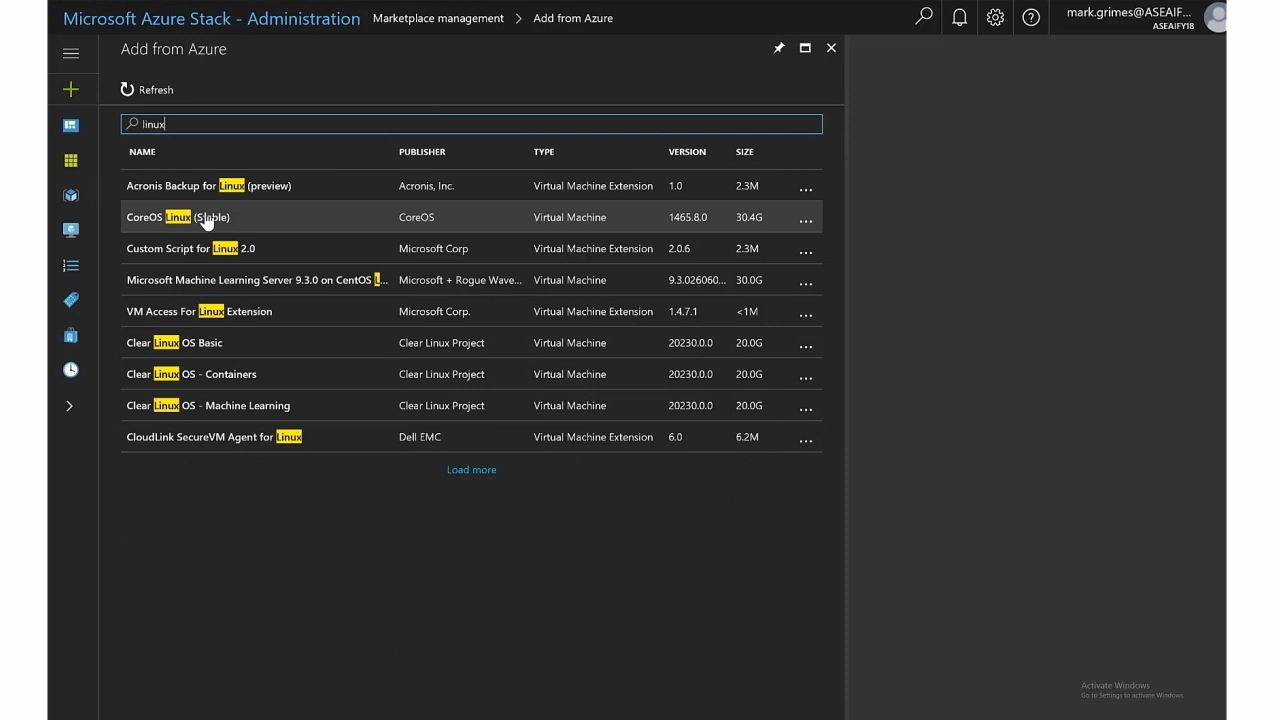 Microsoft Azure Stack - Administration Marketplace management > Add from Azure mark.grimes@ASEAIF...
ASEAIFY1B
Add from Azure
Refresh
linux
NAME PUBLISHER TYPE VERSION SIZE
Acronis Backup for Linux (preview) Acronis, Inc. Virtual Machine Extension 1.0 2.3M ...
CoreOS Linux (Stable) CoreOS Virtual Machine 1465.8.0 30.4G ...
Custom Script for Linux 2.0 Microsoft Corp Virtual Machine Extension 2.0.6 2.3M ...
Microsoft Machine Learning Server 9.3.0 on CentOS L... Microsoft + Rogue Wave... Virtual Machine 9.3.026060... 30.0G ...
VM Access For Linux Extension Microsoft Corp. Virtual Machine Extension 1.4.7.1 <1M ...
Clear Linux OS Basic Clear Linux Project Virtual Machine 20230.0.0 20.0G ...
Clear Linux OS - Containers Clear Linux Project Virtual Machine 20230.0.0 20.0G ...
Clear Linux OS - Machine Learning Clear Linux Project Virtual Machine 20230.0.0 20.0G ...
CloudLink SecureVM Agent for Linux Dell EMC Virtual Machine Extension 6.0 6.2M ...
Load more
Activate Windows
Go to Settings to activate Windows.